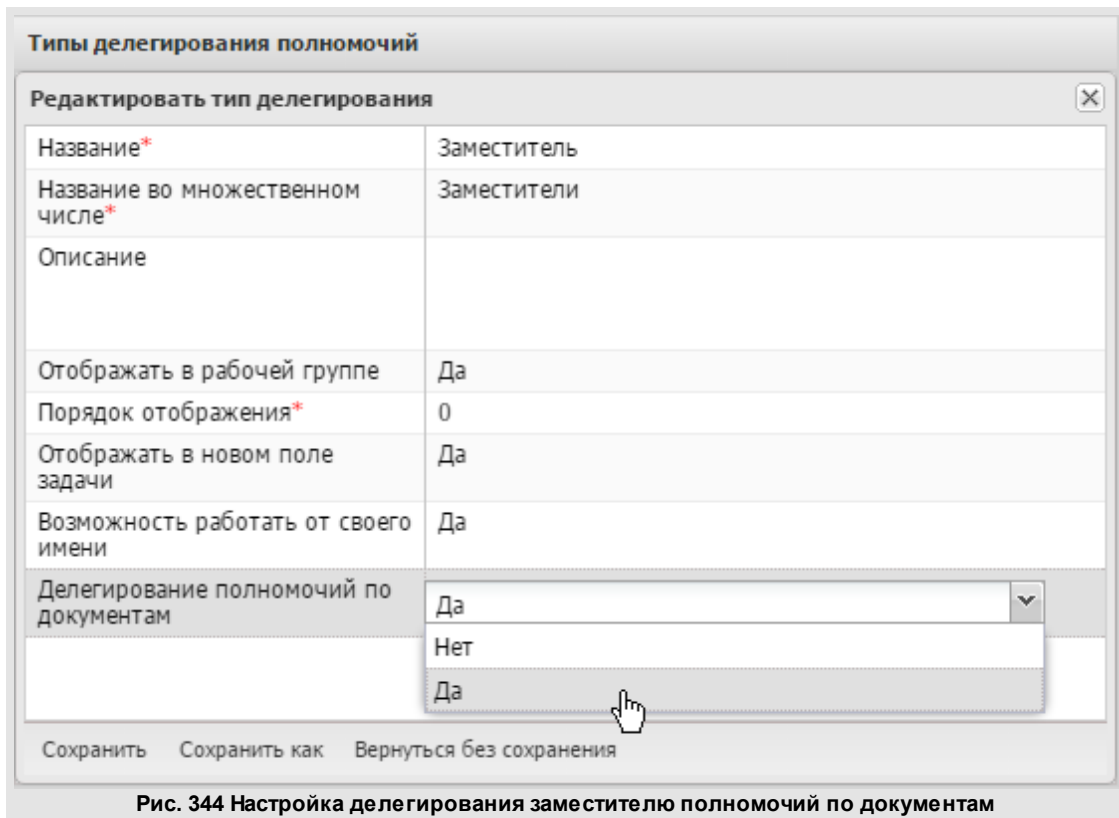 Типы делегирования полномочий
Редактировать тип делегирования
Название* Заместитель
Название во множественном Заместители
числе*
Описание
Отображать в рабочей группе Да
Порядок отображения* 0
Отображать в новом поле Да
задачи
Возможность работать от своего Да
имени
Делегирование полномочий по
документам Да
Нет
Да
Сохранить Сохранить как Вернуться без сохранения
Рис. 344 Настройка делегирования заместителю полномочий по документам